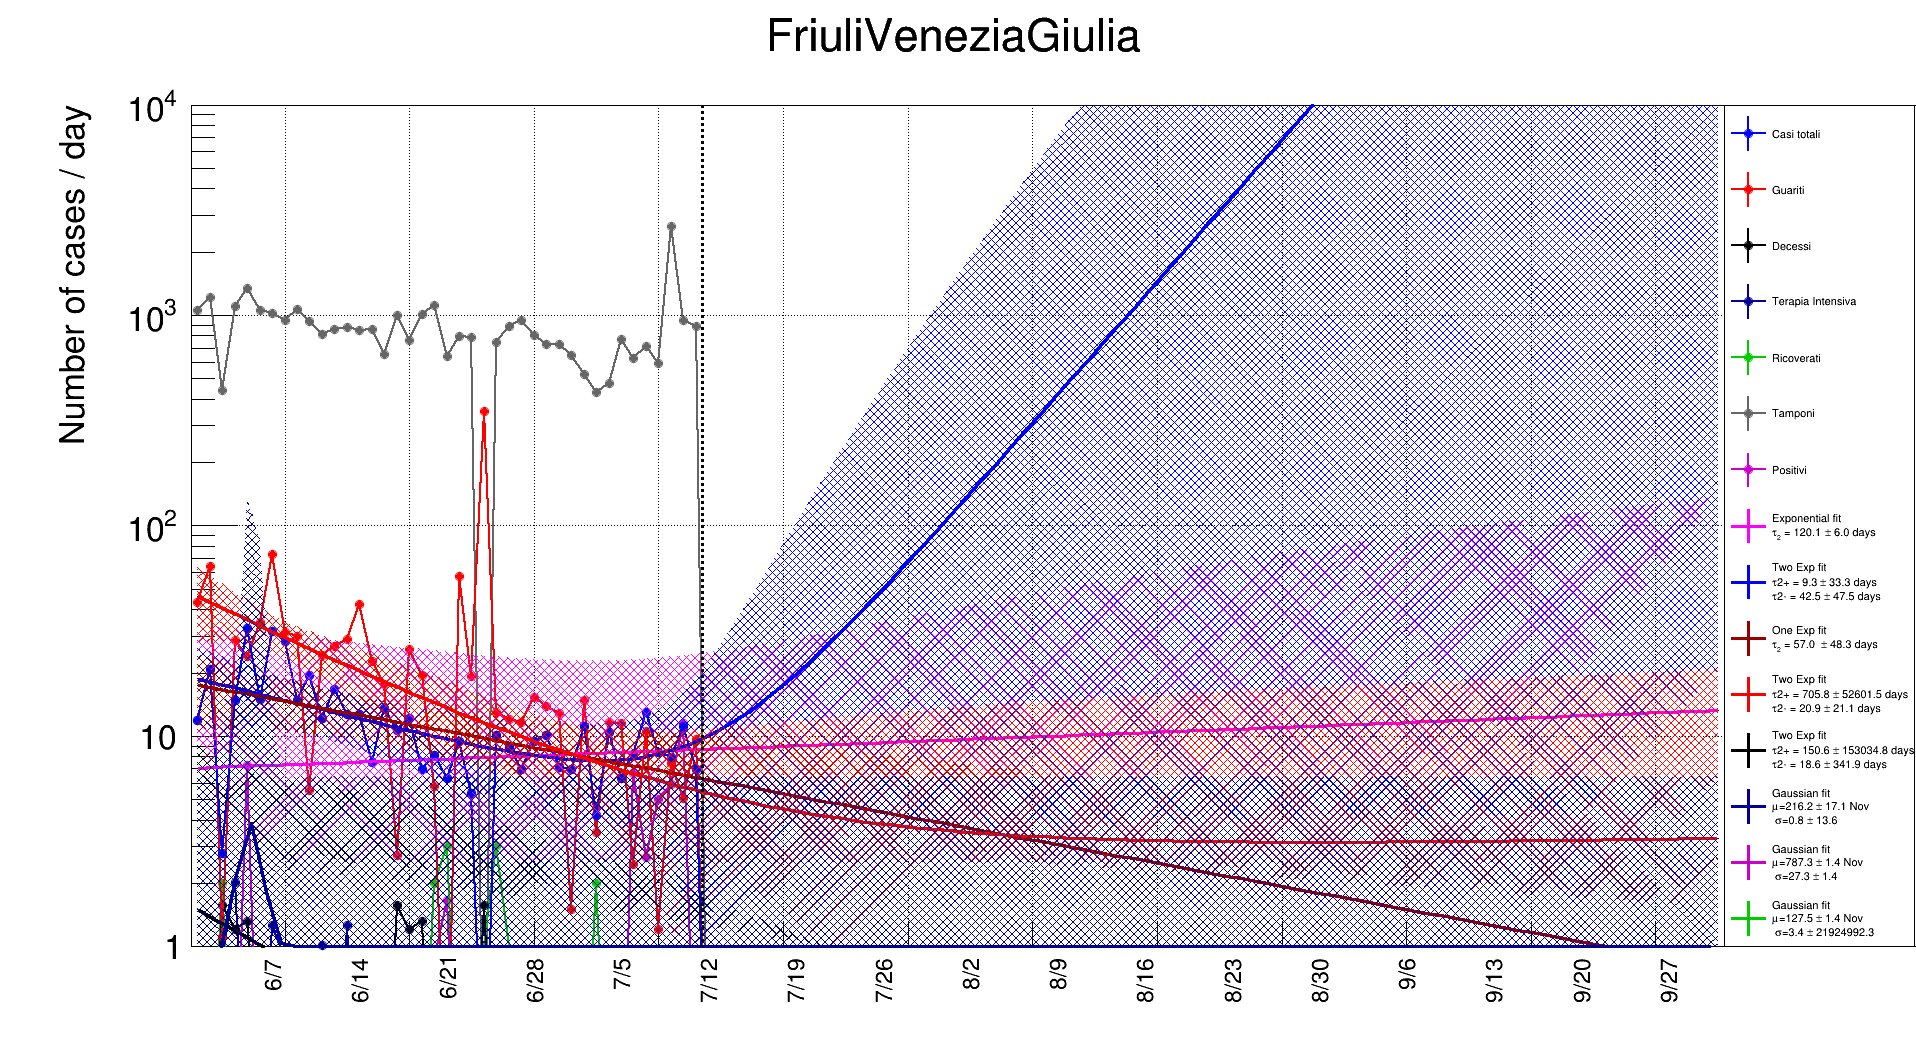 FriuliVeneziaGiulia
Number of cases / day
10⁴
10³
10²
10
1
6/7
6/14
6/21
6/28
7/5
7/12
7/19
7/26
8/2
8/9
8/16
8/23
8/30
9/6
9/13
9/20
9/27
Casi totali
Guariti
Decessi
Terapia Intensiva
Ricoverati
Tamponi
Positivi
Exponential fit
τ₂ = 120.1 ± 6.0 days
Two Exp fit
τ2+ = 9.3 ± 33.3 days
τ2- = 42.5 ± 47.5 days
One Exp fit
τ₂ = 57.0 ± 48.3 days
Two Exp fit
τ2+ = 705.8 ± 52601.5 days
τ2- = 20.9 ± 21.1 days
Two Exp fit
τ2+ = 150.6 ± 153034.8 days
τ2- = 18.6 ± 341.9 days
Gaussian fit
μ=216.2 ± 17.1 Nov
σ=0.8 ± 13.6
Gaussian fit
μ=787.3 ± 1.4 Nov
σ=27.3 ± 1.4
Gaussian fit
μ=127.5 ± 1.4 Nov
σ=3.4 ± 21924992.3